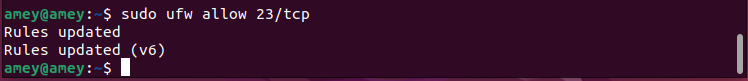 amey@amey:~$ sudo ufw allow 23/tcp
Rules updated
Rules updated (v6)
amey@amey:~$